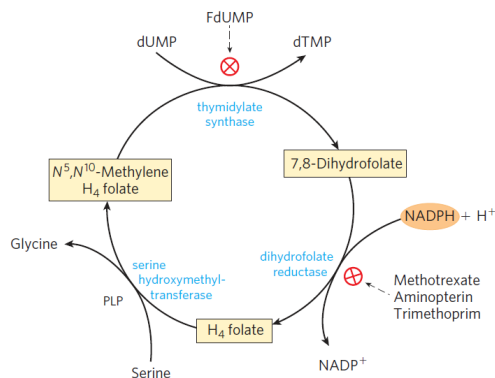 FdUMP
dUMP
dTMP
thymidylate
synthase
N⁵,N¹⁰-Methylene
H₄ folate
7,8-Dihydrofolate
NADPH + H⁺
Glycine
serine
hydroxymethyl-
transferase
dihydrofolate
reductase
Methotrexate
Aminopterin
Trimethoprim
PLP
H₄ folate
NADP⁺
Serine